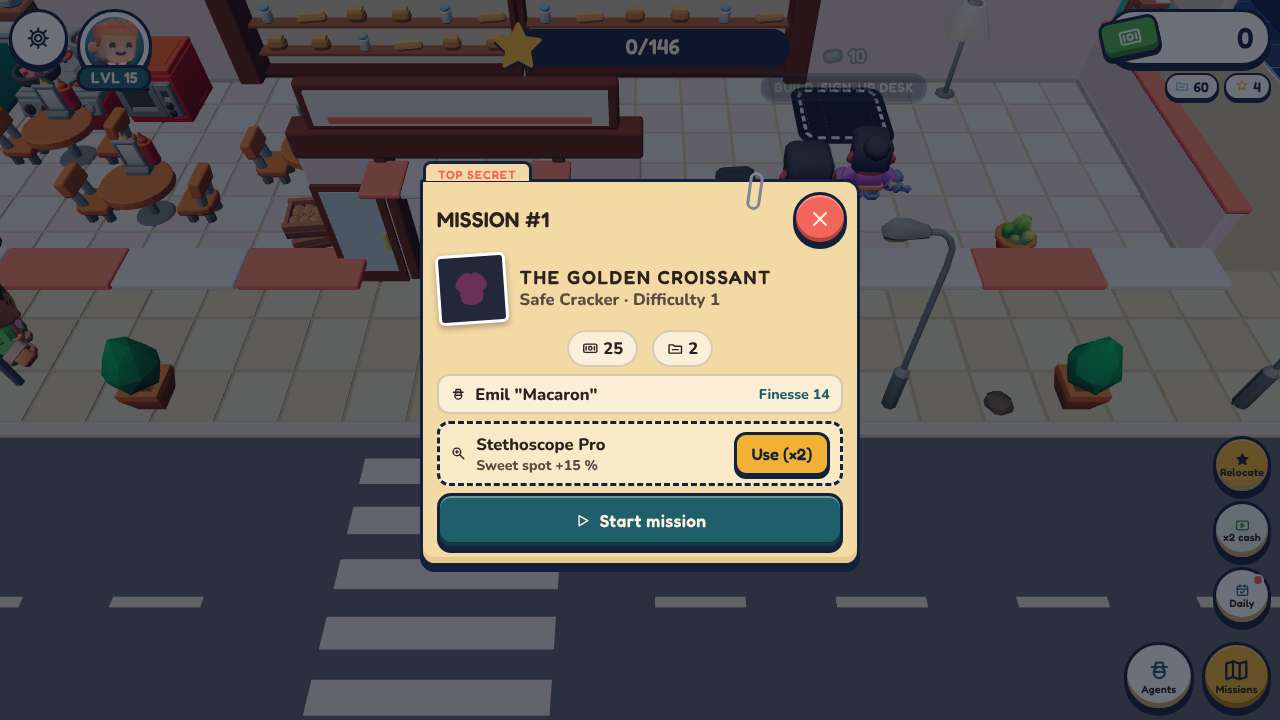 0/146
0
LVL 15
10
60
4
BUILD SIGN-UP DESK
TOP SECRET
MISSION #1
THE GOLDEN CROISSANT
Safe Cracker · Difficulty 1
25
2
Emil "Macaron"
Finesse 14
Stethoscope Pro
Sweet spot +15 %
Use (x2)
Start mission
Relocate
x2 cash
Daily
Agents
Missions